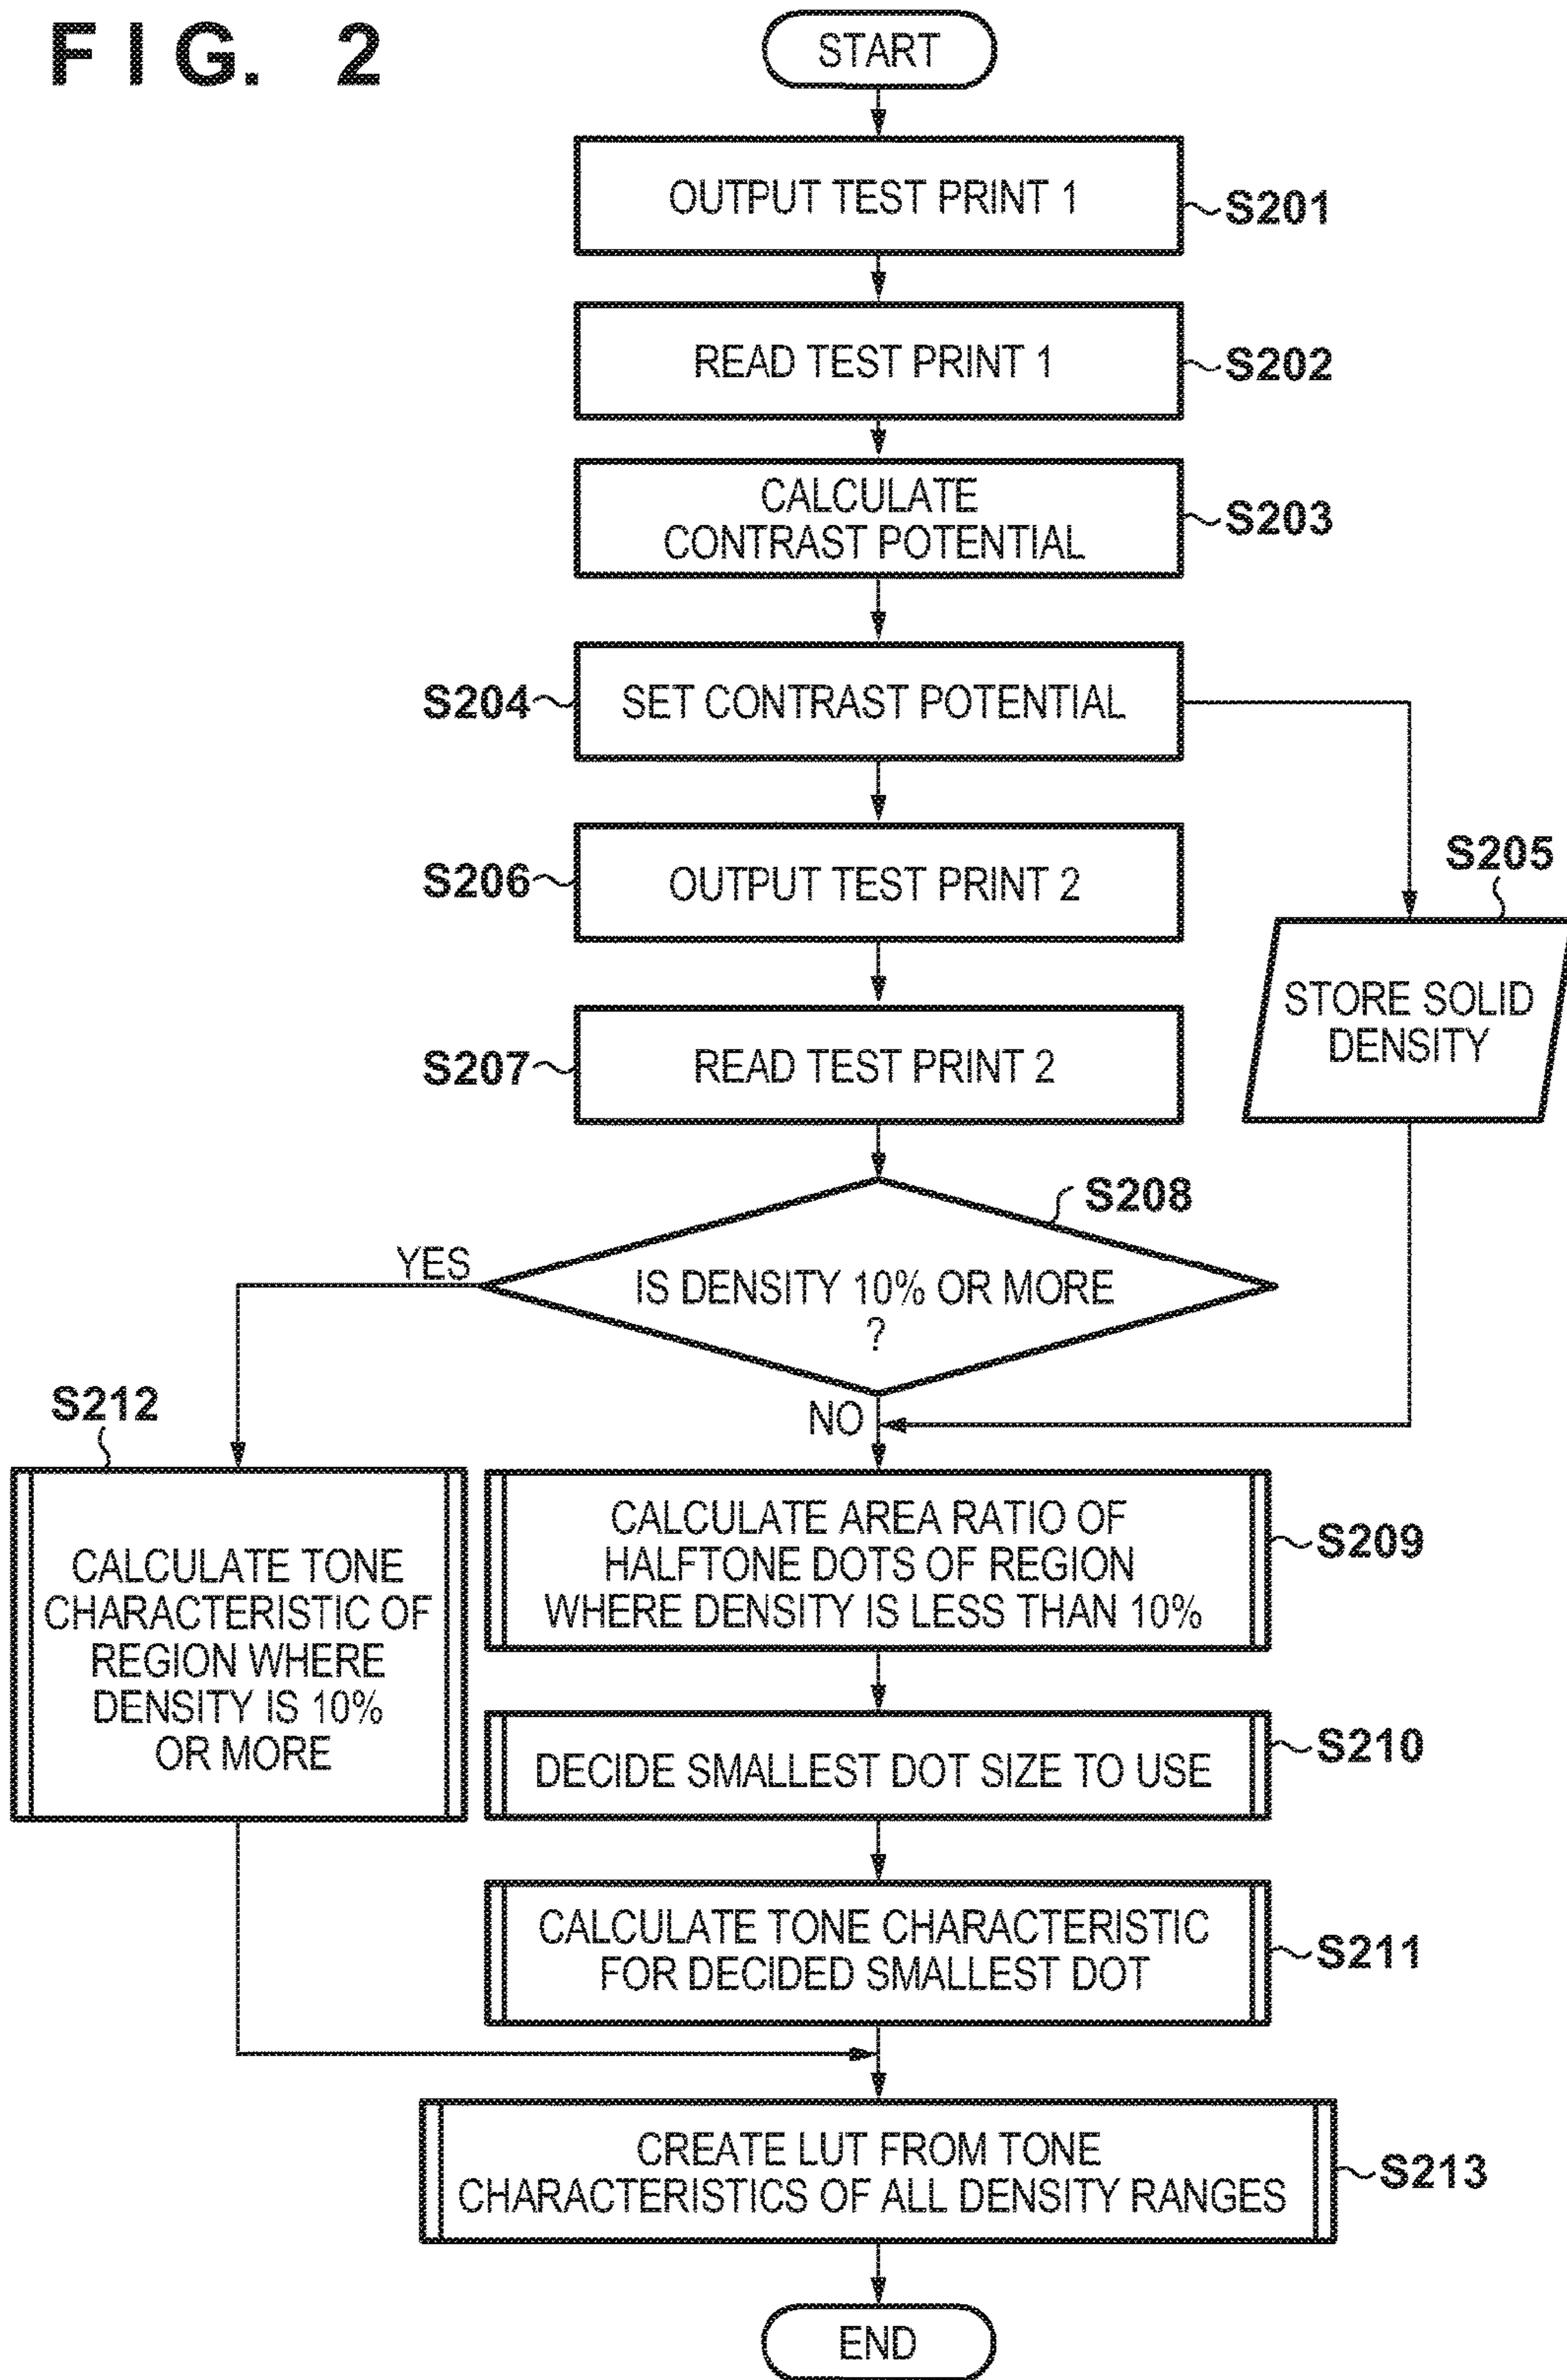 FIG. 2
START
OUTPUT TEST PRINT 1
S201
READ TEST PRINT 1
S202
CALCULATE
CONTRAST POTENTIAL
S203
S204
SET CONTRAST POTENTIAL
S205
STORE SOLID
DENSITY
S206
OUTPUT TEST PRINT 2
S207
READ TEST PRINT 2
S208
YES
IS DENSITY 10% OR MORE
?
NO
S212
CALCULATE TONE
CHARACTERISTIC OF
REGION WHERE
DENSITY IS 10%
OR MORE
CALCULATE AREA RATIO OF
HALFTONE DOTS OF REGION
WHERE DENSITY IS LESS THAN 10%
S209
DECIDE SMALLEST DOT SIZE TO USE
S210
CALCULATE TONE CHARACTERISTIC
FOR DECIDED SMALLEST DOT
S211
CREATE LUT FROM TONE
CHARACTERISTICS OF ALL DENSITY RANGES
S213
END